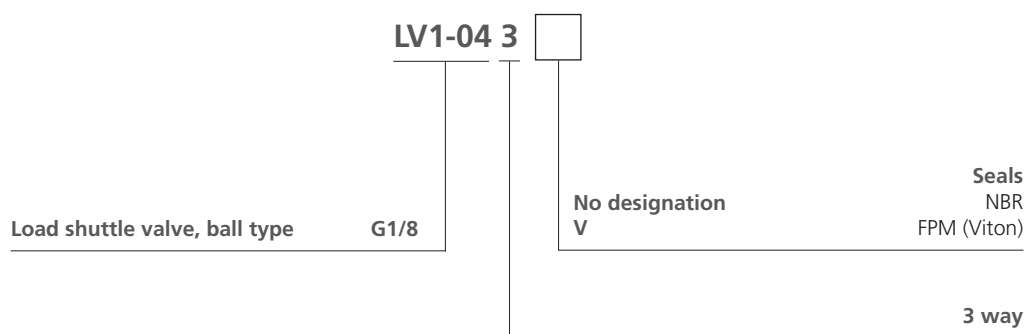 LV1-04 3
Seals
No designation NBR
Load shuttle valve, ball type G1/8 V FPM (Viton)
3 way